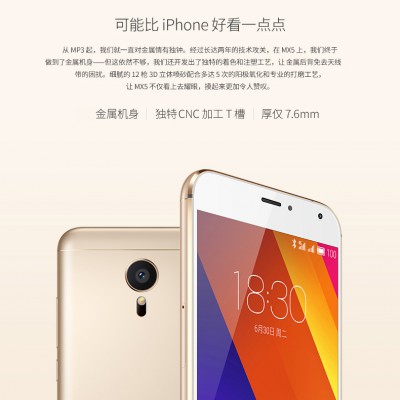 可能比 iPhone 好看一点点
从 MP3 起，我们就一直对金属情有独钟。经过长达两年的技术攻关，在 MX5 上，我们终于
做到了金属机身——但这依然不够，我们还开发出了独特的着色和注塑工艺，让金属后背免去天线
带的困扰。细腻的 12 枪 3D 立体喷砂配合多达 5 次的阳极氧化和专业的打磨工艺，
让 MX5 不仅看上去耀眼，摸起来更加令人赞叹。
金属机身 | 独特 CNC 加工 T 槽 | 厚仅 7.6mm
100
18:30
6月30日 周二